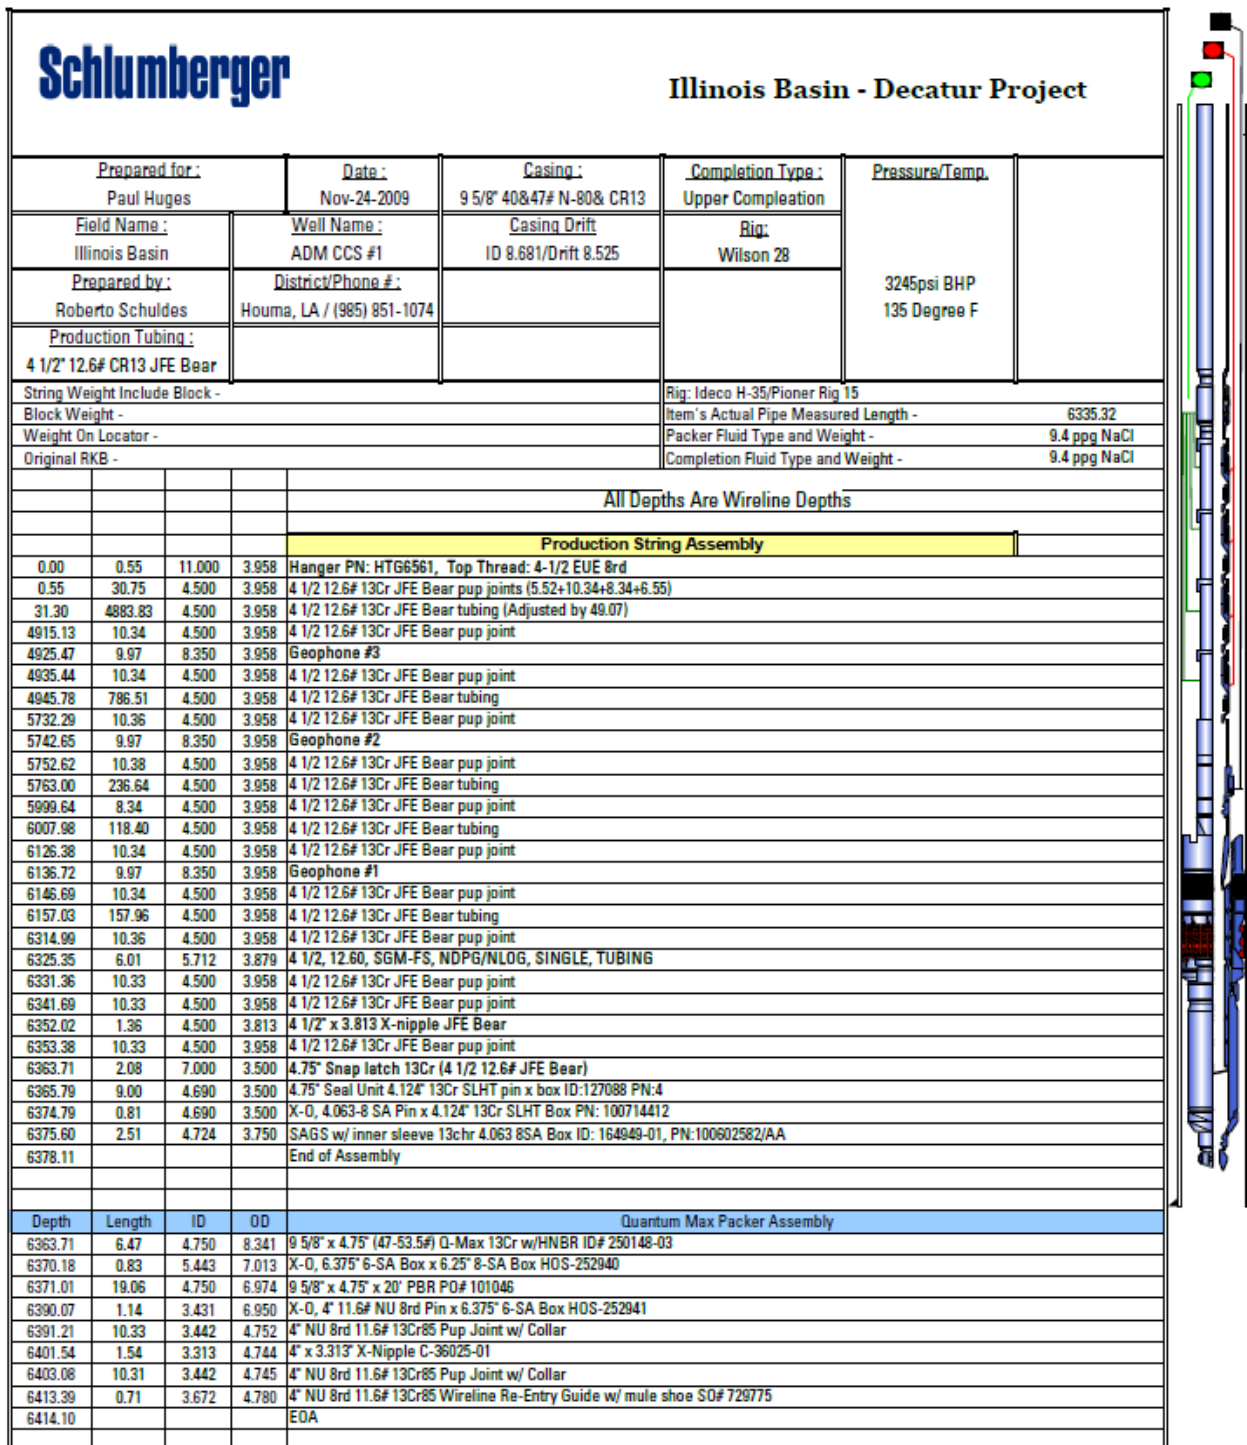 Schlumberger
Illinois Basin - Decatur Project
Prepared for : Date : Casing : Completion Type : Pressure/Temp.
Paul Huges Nov-24-2009 9 5/8" 40&47# N-80& CR13 Upper Compleation
Field Name : Well Name : Casing Drift Rig:
Illinois Basin ADM CCS #1 ID 8.681/Drift 8.525 Wilson 28
Prepared by : District/Phone # : 3245psi BHP
Roberto Schuldes Houma, LA / (985) 851-1074 135 Degree F
Production Tubing :
4 1/2" 12.6# CR13 JFE Bear
String Weight Include Block - Rig: Ideco H-35/Pioner Rig 15
Block Weight - Item's Actual Pipe Measured Length - 6335.32
Weight On Locator - Packer Fluid Type and Weight - 9.4 ppg NaCl
Original RKB - Completion Fluid Type and Weight - 9.4 ppg NaCl
All Depths Are Wireline Depths
Production String Assembly
0.00 0.55 11.000 3.958 Hanger PN: HTG6561, Top Thread: 4-1/2 EUE 8rd
0.55 30.75 4.500 3.958 4 1/2 12.6# 13Cr JFE Bear pup joints (5.52+10.34+8.34+6.55)
31.30 4883.83 4.500 3.958 4 1/2 12.6# 13Cr JFE Bear tubing (Adjusted by 49.07)
4915.13 10.34 4.500 3.958 4 1/2 12.6# 13Cr JFE Bear pup joint
4925.47 9.97 8.350 3.958 Geophone #3
4935.44 10.34 4.500 3.958 4 1/2 12.6# 13Cr JFE Bear pup joint
4945.78 786.51 4.500 3.958 4 1/2 12.6# 13Cr JFE Bear tubing
5732.29 10.36 4.500 3.958 4 1/2 12.6# 13Cr JFE Bear pup joint
5742.65 9.97 8.350 3.958 Geophone #2
5752.62 10.38 4.500 3.958 4 1/2 12.6# 13Cr JFE Bear pup joint
5763.00 236.64 4.500 3.958 4 1/2 12.6# 13Cr JFE Bear tubing
5999.64 8.34 4.500 3.958 4 1/2 12.6# 13Cr JFE Bear pup joint
6007.98 118.40 4.500 3.958 4 1/2 12.6# 13Cr JFE Bear tubing
6126.38 10.34 4.500 3.958 4 1/2 12.6# 13Cr JFE Bear pup joint
6136.72 9.97 8.350 3.958 Geophone #1
6146.69 10.34 4.500 3.958 4 1/2 12.6# 13Cr JFE Bear pup joint
6157.03 157.96 4.500 3.958 4 1/2 12.6# 13Cr JFE Bear tubing
6314.99 10.36 4.500 3.958 4 1/2 12.6# 13Cr JFE Bear pup joint
6325.35 6.01 5.712 3.879 4 1/2, 12.60, SGM-FS, NDPG/NLOG, SINGLE, TUBING
6331.36 10.33 4.500 3.958 4 1/2 12.6# 13Cr JFE Bear pup joint
6341.69 10.33 4.500 3.958 4 1/2 12.6# 13Cr JFE Bear pup joint
6352.02 1.36 4.500 3.813 4 1/2" x 3.813 X-nipple JFE Bear
6353.38 10.33 4.500 3.958 4 1/2 12.6# 13Cr JFE Bear pup joint
6363.71 2.08 7.000 3.500 4.75" Snap latch 13Cr (4 1/2 12.6# JFE Bear)
6365.79 9.00 4.690 3.500 4.75" Seal Unit 4.124" 13Cr SLHT pin x box ID:127088 PN:4
6374.79 0.81 4.690 3.500 X-O, 4.063-8 SA Pin x 4.124" 13Cr SLHT Box PN: 100714412
6375.60 2.51 4.724 3.750 SAGS w/ inner sleeve 13chr 4.063 8SA Box ID: 164949-01, PN:100602582/AA
6378.11 End of Assembly
Depth Length ID OD Quantum Max Packer Assembly
6363.71 6.47 4.750 8.341 9 5/8" x 4.75" (47-53.5#) Q-Max 13Cr w/HNBR ID# 250148-03
6370.18 0.83 5.443 7.013 X-O, 6.375" 6-SA Box x 6.25" 8-SA Box HOS-252940
6371.01 19.06 4.750 6.974 9 5/8" x 4.75" x 20' PBR PO# 101046
6390.07 1.14 3.431 6.950 X-O, 4" 11.6# NU 8rd Pin x 6.375" 6-SA Box HOS-252941
6391.21 10.33 3.442 4.752 4" NU 8rd 11.6# 13Cr85 Pup Joint w/ Collar
6401.54 1.54 3.313 4.744 4" x 3.313" X-Nipple C-36025-01
6403.08 10.31 3.442 4.745 4" NU 8rd 11.6# 13Cr85 Pup Joint w/ Collar
6413.39 0.71 3.672 4.780 4" NU 8rd 11.6# 13Cr85 Wireline Re-Entry Guide w/ mule shoe SO# 729775
6414.10 EOA